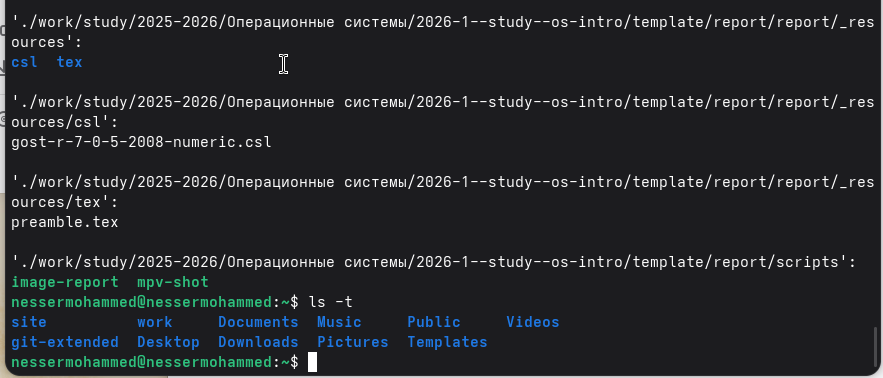 './work/study/2025-2026/Операционные системы/2026-1--study--os-intro/template/report/report/_res
ources':
csl  tex
'./work/study/2025-2026/Операционные системы/2026-1--study--os-intro/template/report/report/_res
ources/csl':
gost-r-7-0-5-2008-numeric.csl
'./work/study/2025-2026/Операционные системы/2026-1--study--os-intro/template/report/report/_res
ources/tex':
preamble.tex
'./work/study/2025-2026/Операционные системы/2026-1--study--os-intro/template/report/scripts':
image-report  mpv-shot
nessermohammed@nessermohammed:~$ ls -t
site          work     Documents  Music     Public     Videos
git-extended  Desktop  Downloads  Pictures  Templates
nessermohammed@nessermohammed:~$